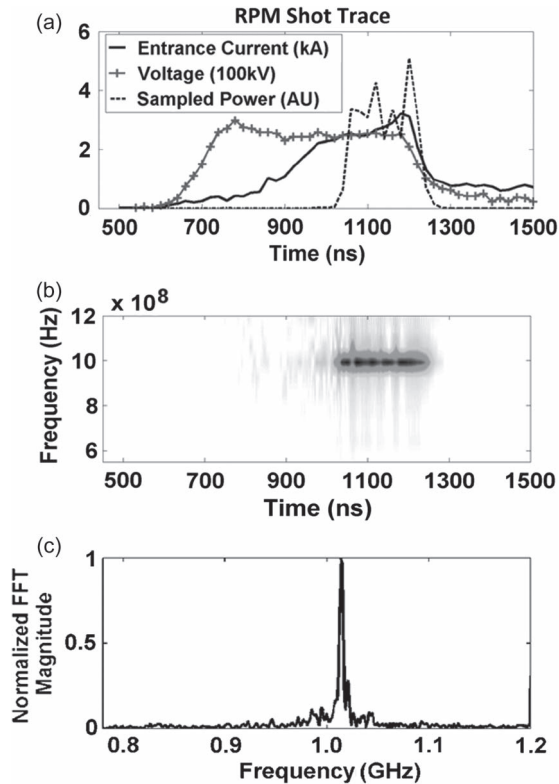 (a)
RPM Shot Trace
Entrance Current (kA)
Voltage (100kV)
Sampled Power (AU)
6
4
2
0
500 700 900 1100 1300 1500
Time (ns)
(b)
x 10⁸
Frequency (Hz)
12
10
8
6
500 700 900 1100 1300 1500
Time (ns)
(c)
Normalized FFT
Magnitude
1
0.5
0
0.8 0.9 1.0 1.1 1.2
Frequency (GHz)